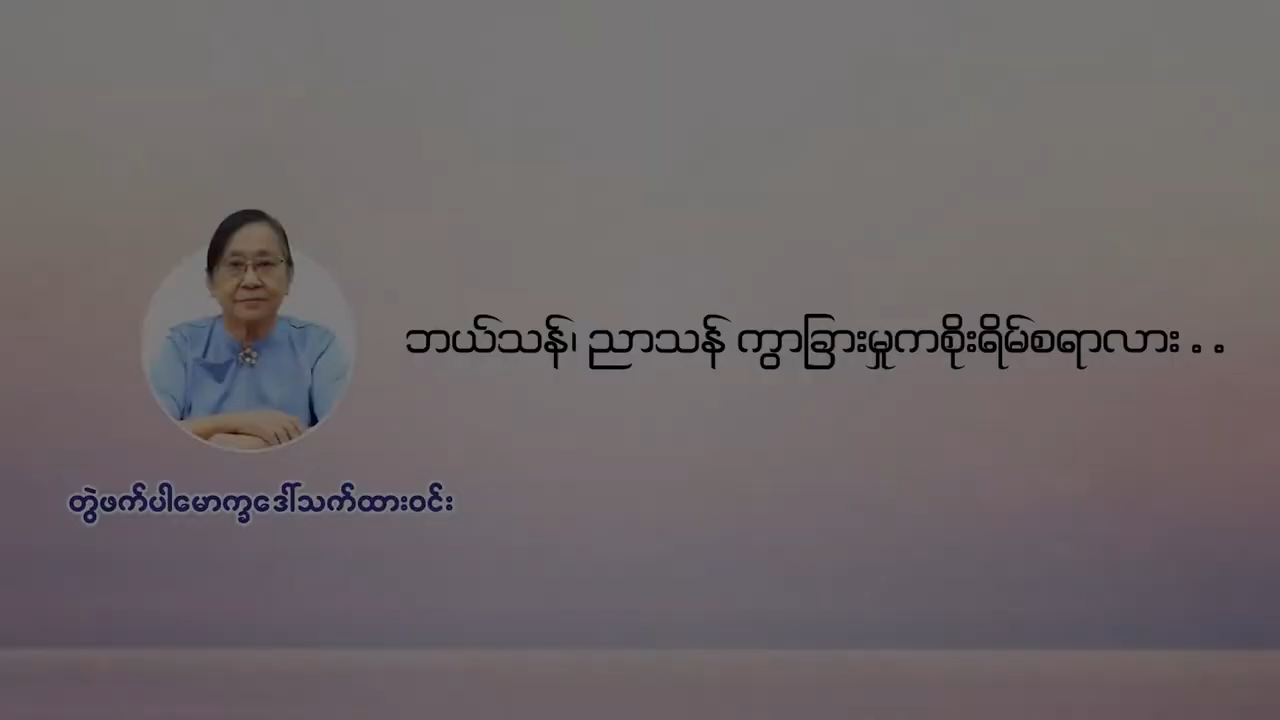 ဘယ်သန်၊ ညာသန် ကွာခြားမှုကစိုးရိမ်စရာလား . .
တွဲဖက်ပါမောက္ခဒေါ်သက်ထားဝင်း